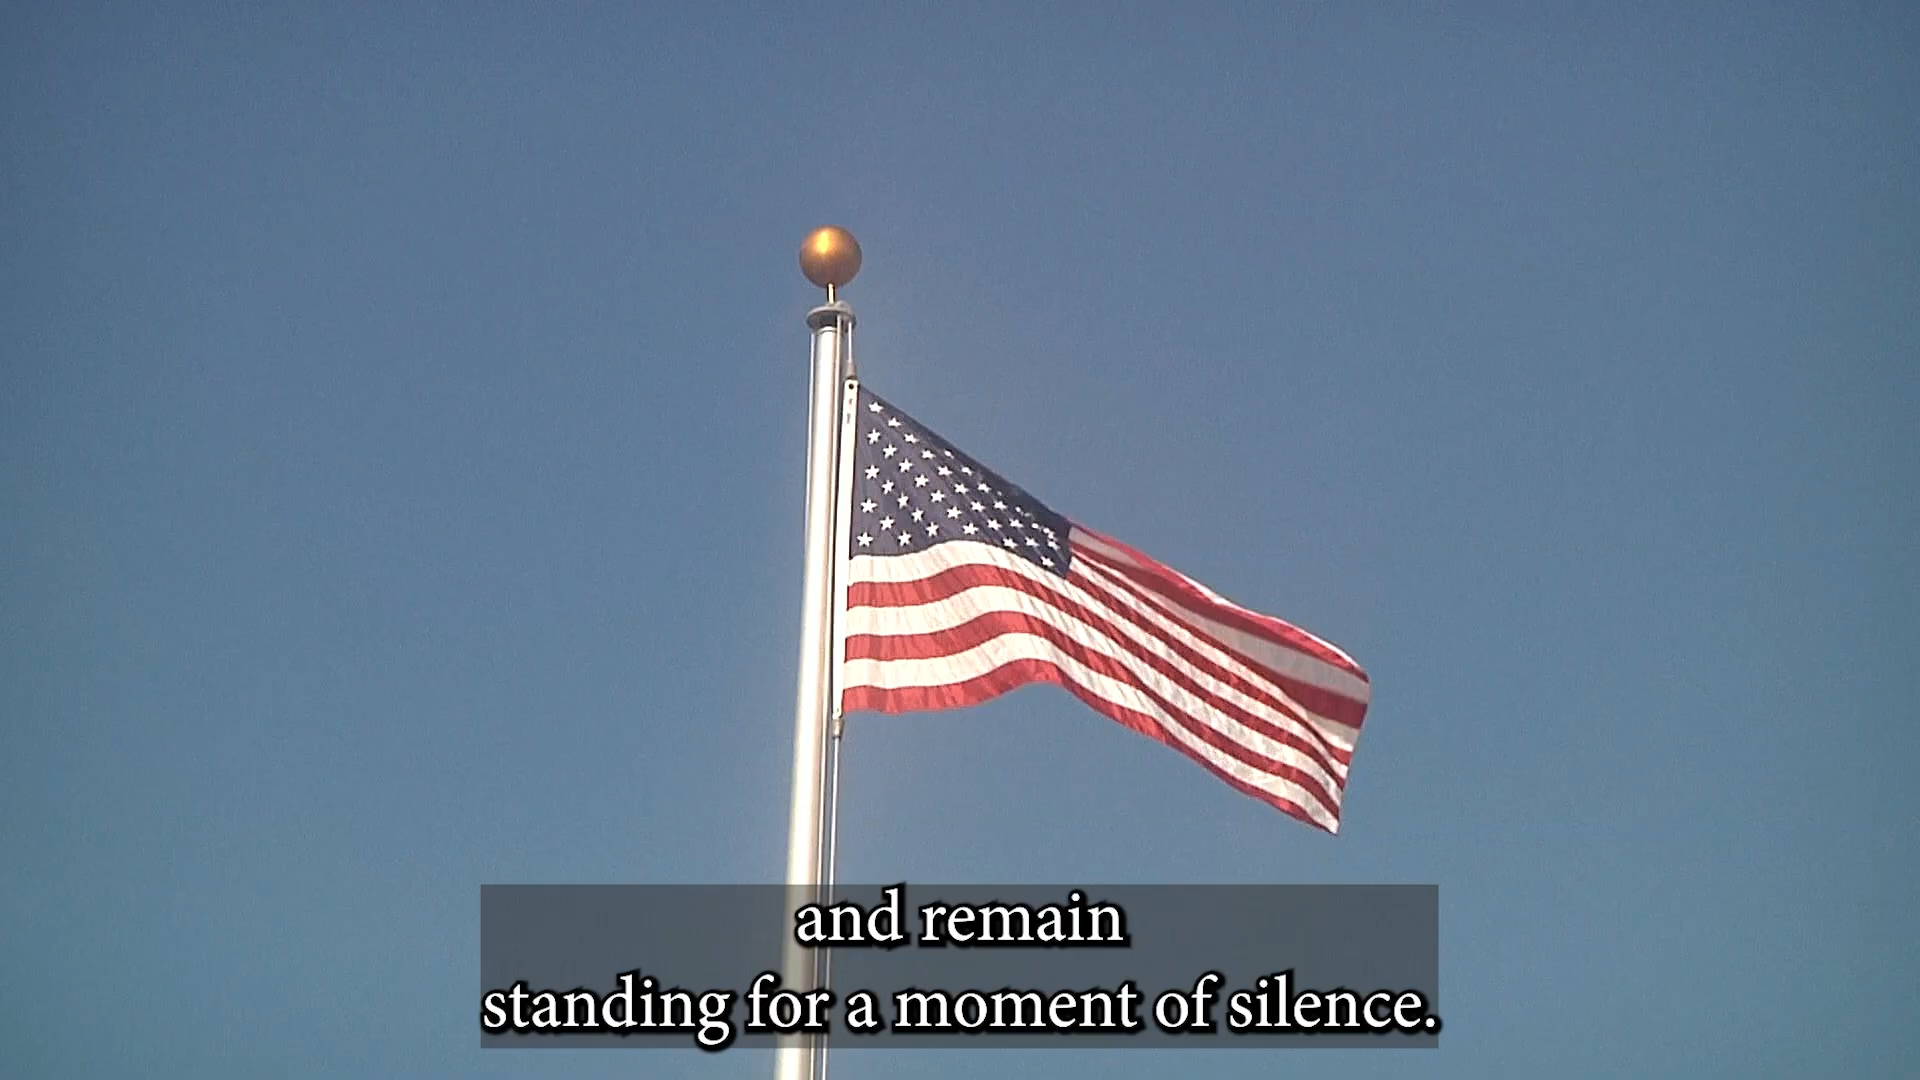 and remain
standing for a moment of silence.